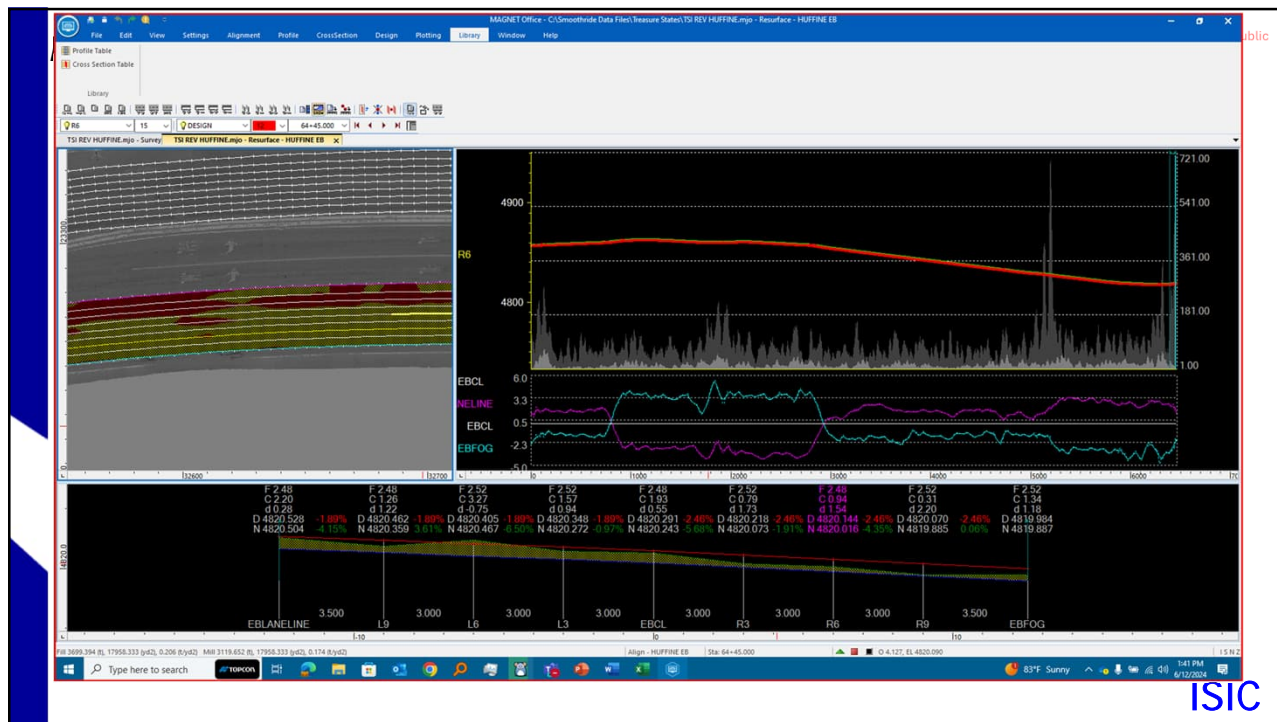 MAGNET Office - C:\Smoothride Data Files\Treasure States\TSI REV HUFFINE.mjo - Resurface - HUFFINE EB
File Edit View Settings Alignment Profile CrossSection Design Plotting Library Window Help
Profile Table
Cross Section Table
Library
R6 15 DESIGN 64+45.000
TSI REV HUFFINE.mjo - Survey TSI REV HUFFINE.mjo - Resurface - HUFFINE EB x
721.00
4900 541.00
R6
361.00
4800
181.00
1.00
EBCL 6.0
NELINE 3.3
EBCL 0.5
EBFOG -2.3
-5.0
32600 32700 0 1000 2000 3000 4000 5000 6000
F 2.48 F 2.48 F 2.52 F 2.52 F 2.48 F 2.52 F 2.48 F 2.52 F 2.52
C 2.20 C 1.26 C 3.27 C 1.57 C 1.93 C 0.79 C 0.94 C 0.31 C 1.34
d 0.28 d 1.22 d -0.75 d 0.94 d 0.55 d 1.73 d 1.54 d 2.20 d 1.18
D 4820.528 -1.89% D 4820.462 -1.89% D 4820.405 -1.89% D 4820.348 -1.89% D 4820.291 -2.46% D 4820.218 -2.46% D 4820.144 -2.46% D 4820.070 -2.46% D 4819.984
N 4820.504 -4.15% N 4820.359 3.61% N 4820.467 -6.50% N 4820.272 -0.97% N 4820.243 -5.68% N 4820.073 -1.91% N 4820.016 -4.35% N 4819.885 0.06% N 4819.887
4820.0
3.500 3.000 3.000 3.000 3.000 3.000 3.000 3.500
EBLANELINE L9 L6 L3 EBCL R3 R6 R9 EBFOG
-10 0 10
Fill 3699.394 (t), 17958.333 (yd2), 0.206 (t/yd2) Mill 3119.652 (t), 17958.333 (yd2), 0.174 (t/yd2) Align - HUFFINE EB Sta: 64+45.000 O 4.127, EL 4820.090 I S N Z
Type here to search TOPCON 83°F Sunny 1:41 PM
6/12/2024
ISIC